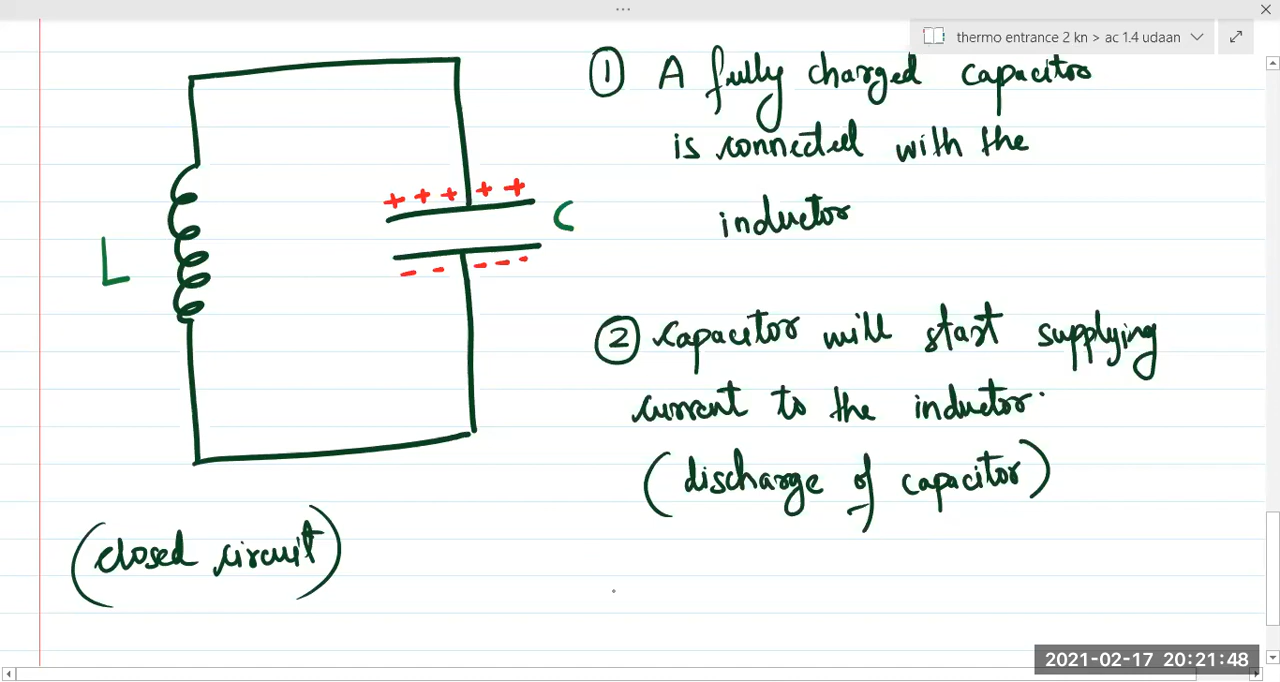 thermo entrance 2 kn > ac 1.4 udaan
① A fully charged capacitor
is connected with the
inductor
+ + + + +
C
L
- - - - -
② capacitor will start supplying
current to the inductor.
(discharge of capacitor)
(closed circuit)
2021-02-17 20:21:48